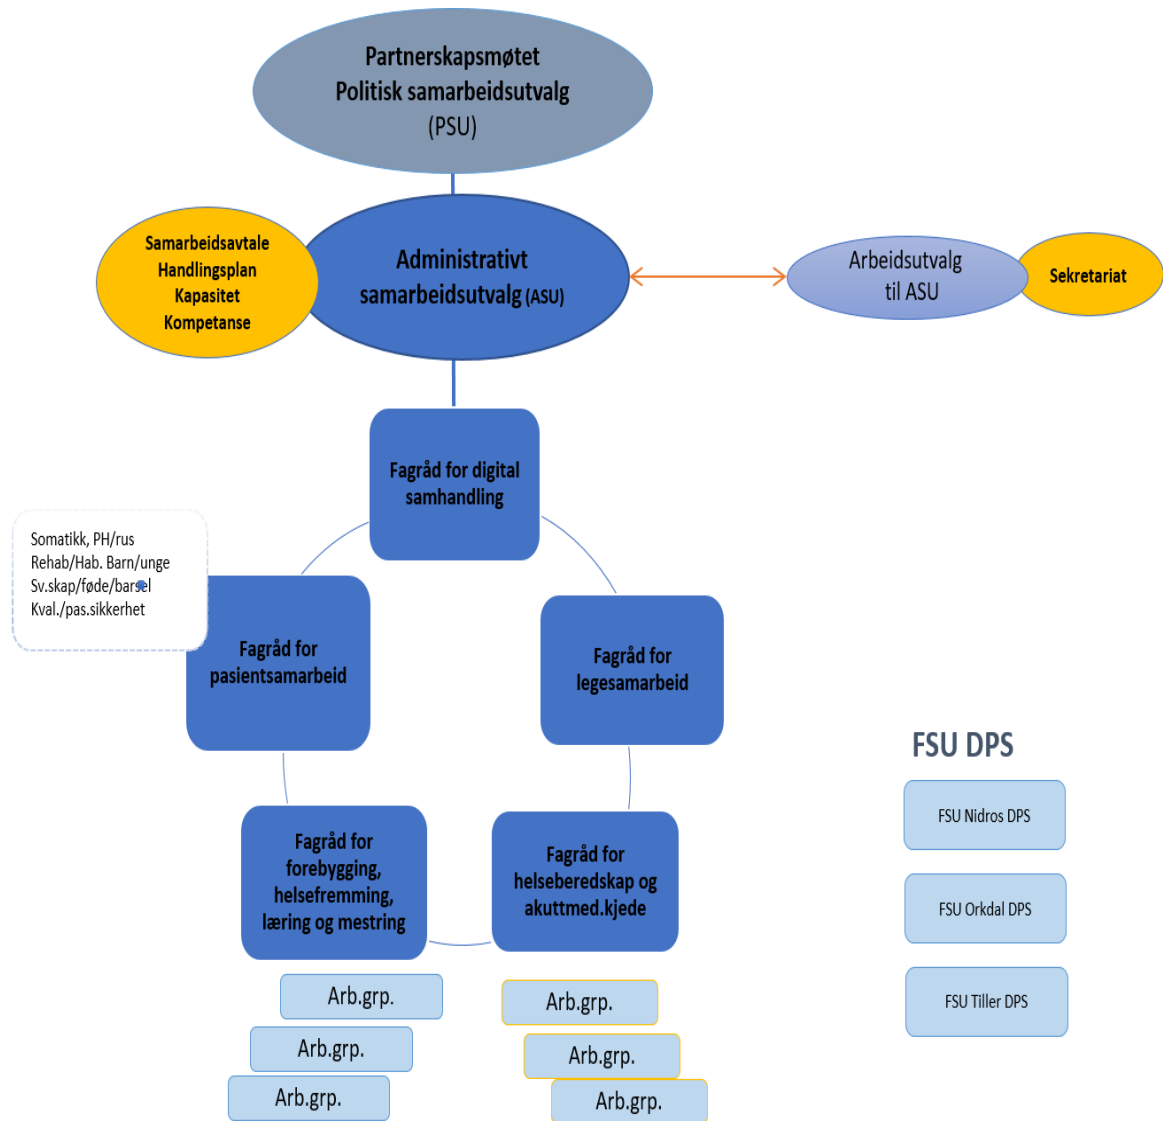 Partnerskapsmøtet
Politisk samarbeidsutvalg
(PSU)
Samarbeidsavtale
Handlingsplan
Kapasitet
Kompetanse
Administrativt
samarbeidsutvalg (ASU)
Arbeidsutvalg
til ASU
Sekretariat
Fagråd for digital
samhandling
Somatikk, PH/rus
Rehab/Hab. Barn/unge
Sv.skap/føde/barsel
Kval./pas.sikkerhet
Fagråd for
pasientsamarbeid
Fagråd for
legesamarbeid
Fagråd for
forebygging,
helsefremming,
læring og mestring
Fagråd for
helseberedskap og
akuttmed.kjede
Arb.grp.
Arb.grp.
Arb.grp.
Arb.grp.
Arb.grp.
Arb.grp.
FSU DPS
FSU Nidros DPS
FSU Orkdal DPS
FSU Tiller DPS